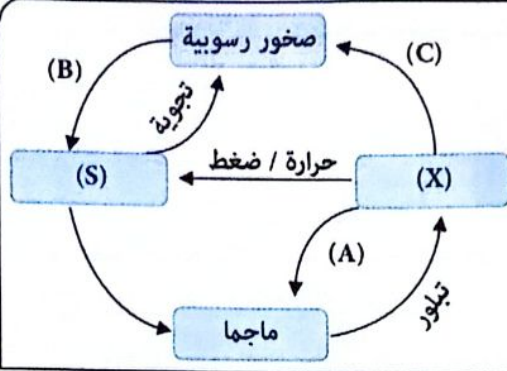 صخور رسوبية
(B)
(C)
تجوية
(S)
حرارة / ضغط
(X)
(A)
تبلور
ماجما